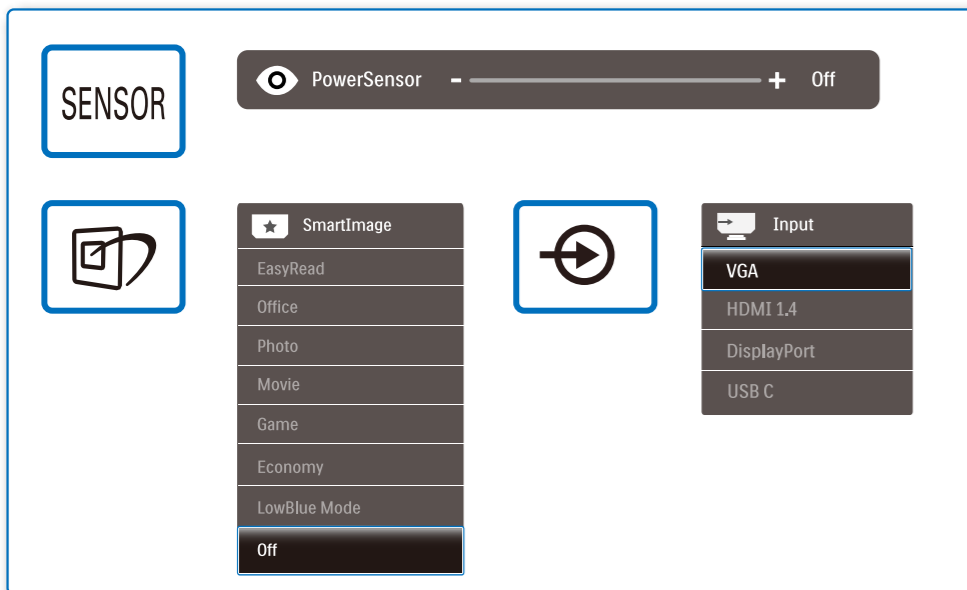 SENSOR
PowerSensor - + Off
SmartImage
EasyRead
Office
Photo
Movie
Game
Economy
LowBlue Mode
Off
Input
VGA
HDMI 1.4
DisplayPort
USB C